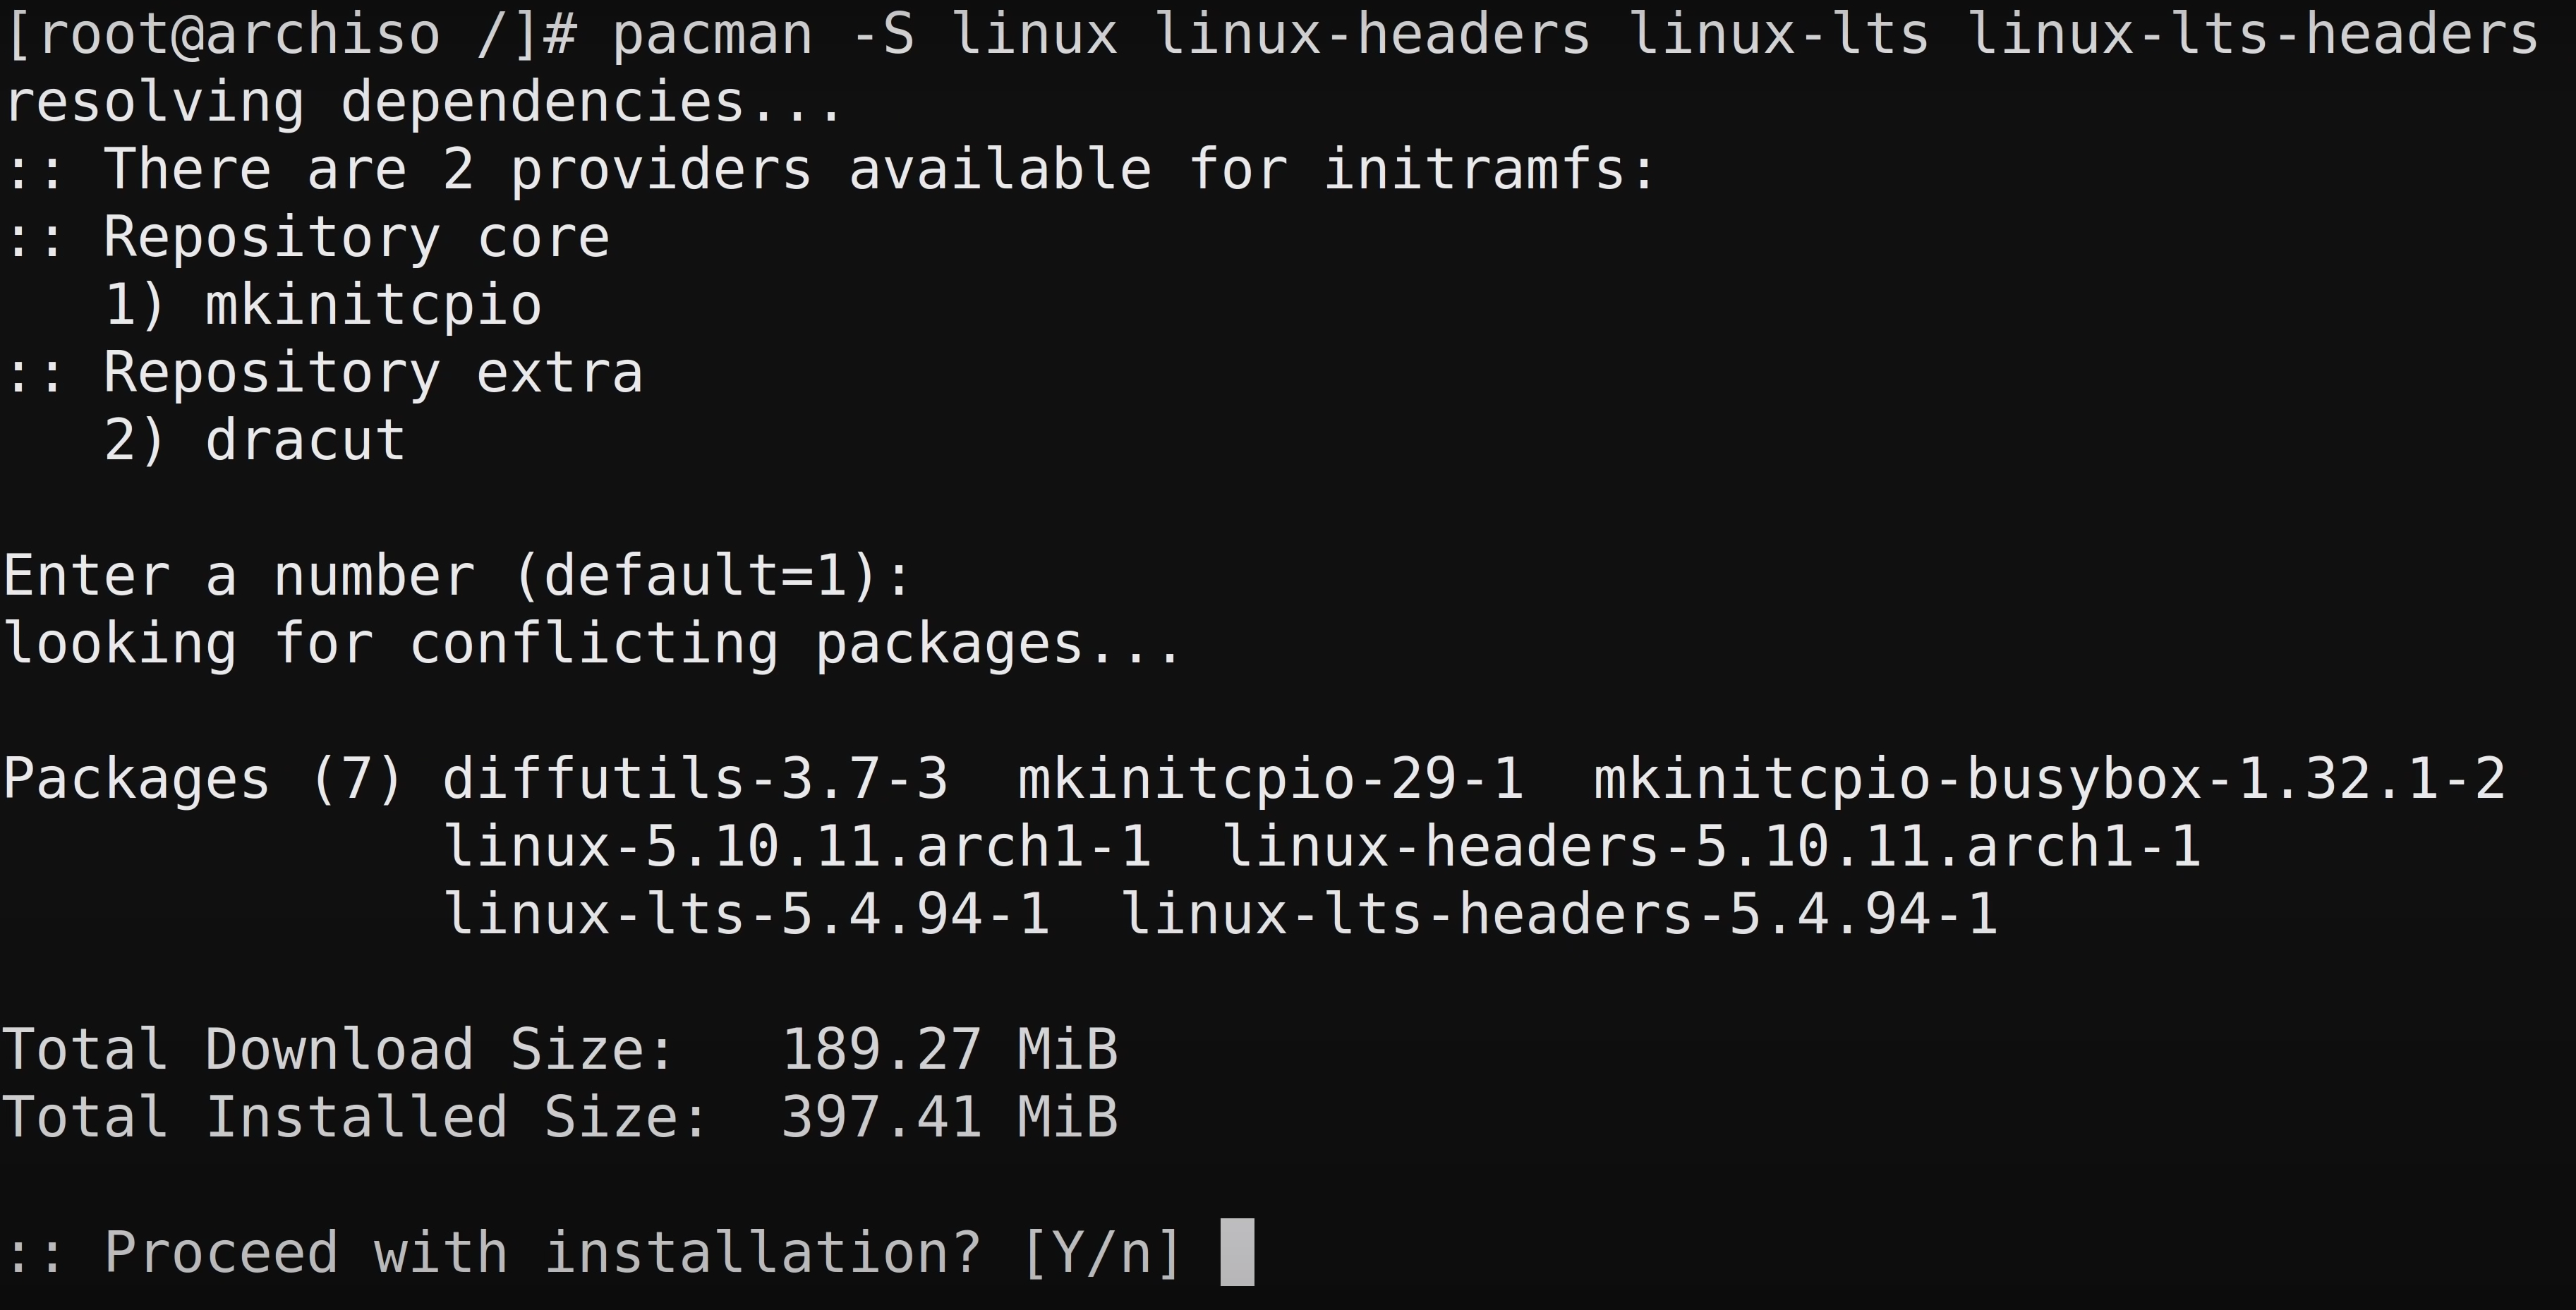 [root@archiso /]# pacman -S linux linux-headers linux-lts linux-lts-headers
resolving dependencies...
:: There are 2 providers available for initramfs:
:: Repository core
   1) mkinitcpio
:: Repository extra
   2) dracut

Enter a number (default=1):
looking for conflicting packages...

Packages (7) diffutils-3.7-3  mkinitcpio-29-1  mkinitcpio-busybox-1.32.1-2
             linux-5.10.11.arch1-1  linux-headers-5.10.11.arch1-1
             linux-lts-5.4.94-1  linux-lts-headers-5.4.94-1

Total Download Size:   189.27 MiB
Total Installed Size:  397.41 MiB

:: Proceed with installation? [Y/n]